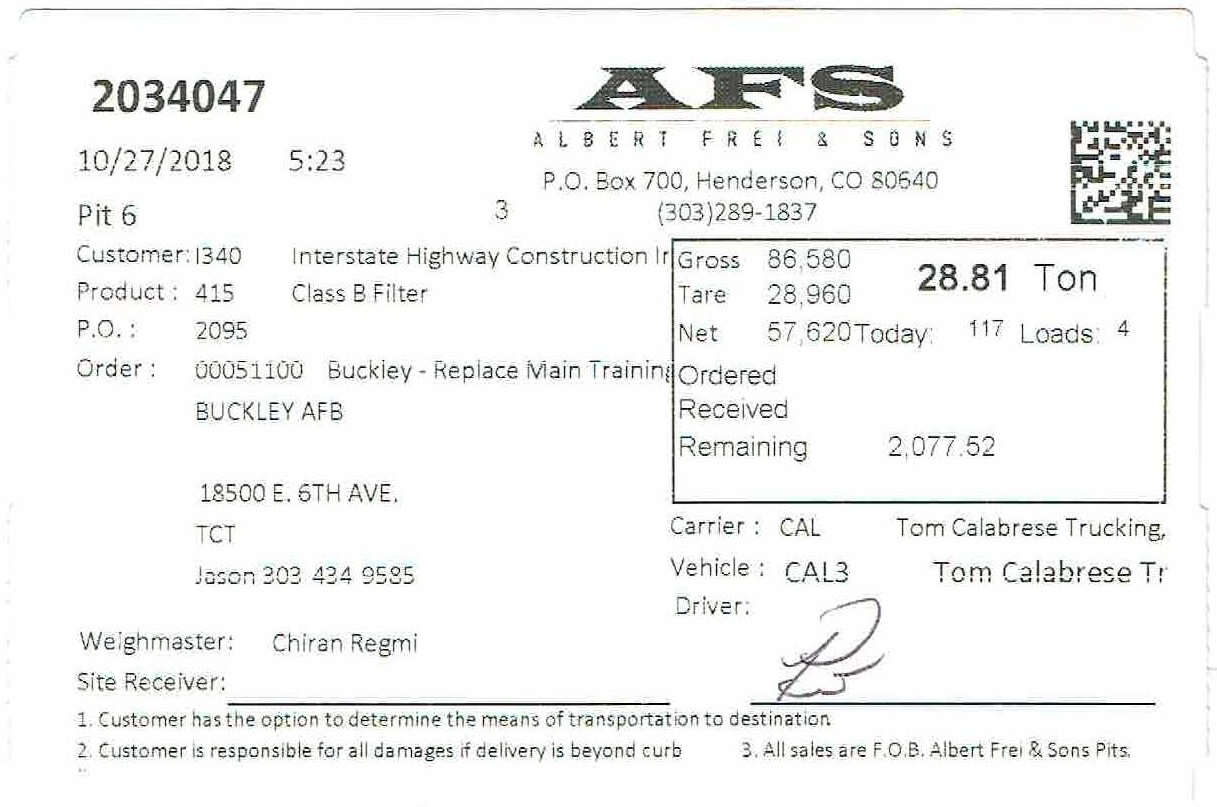 2034047
AFS
ALBERT FREI & SONS
10/27/2018 5:23
P.O. Box 700, Henderson, CO 80640
Pit 6 3 (303)289-1837
Customer: I340 Interstate Highway Construction Ir
Gross 86,580 28.81 Ton
Product : 415 Class B Filter
Tare 28,960
P.O. : 2095
Net 57,620 Today: 117 Loads: 4
Order : 00051100 Buckley - Replace Main Training
Ordered
BUCKLEY AFB
Received
Remaining 2,077.52
18500 E. 6TH AVE.
TCT
Carrier : CAL Tom Calabrese Trucking,
Jason 303 434 9585
Vehicle : CAL3 Tom Calabrese Tr
Driver:
Weighmaster: Chiran Regmi
Site Receiver:
1. Customer has the option to determine the means of transportation to destination
2. Customer is responsible for all damages if delivery is beyond curb 3. All sales are F.O.B. Albert Frei & Sons Pits.